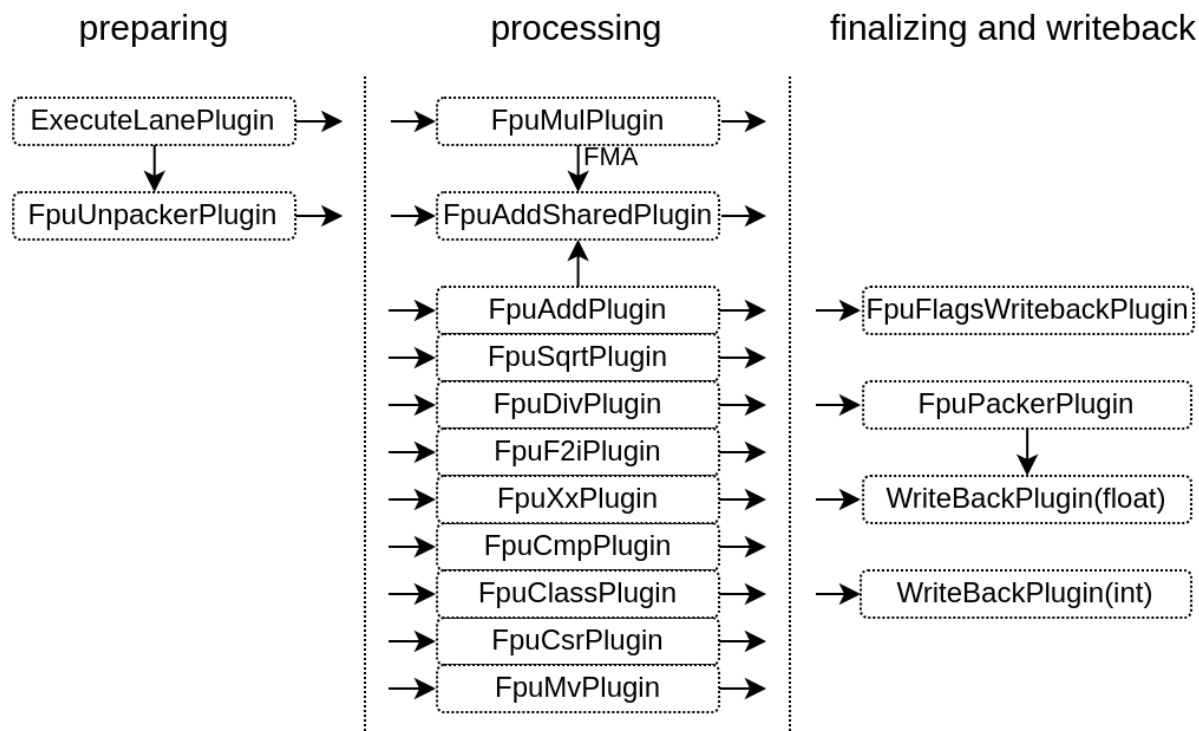 preparing
processing
finalizing and writeback
ExecuteLanePlugin
FpuUnpackerPlugin
FpuMulPlugin
FMA
FpuAddSharedPlugin
FpuAddPlugin
FpuSqrtPlugin
FpuDivPlugin
FpuF2iPlugin
FpuXxPlugin
FpuCmpPlugin
FpuClassPlugin
FpuCsrPlugin
FpuMvPlugin
FpuFlagsWritebackPlugin
FpuPackerPlugin
WriteBackPlugin(float)
WriteBackPlugin(int)